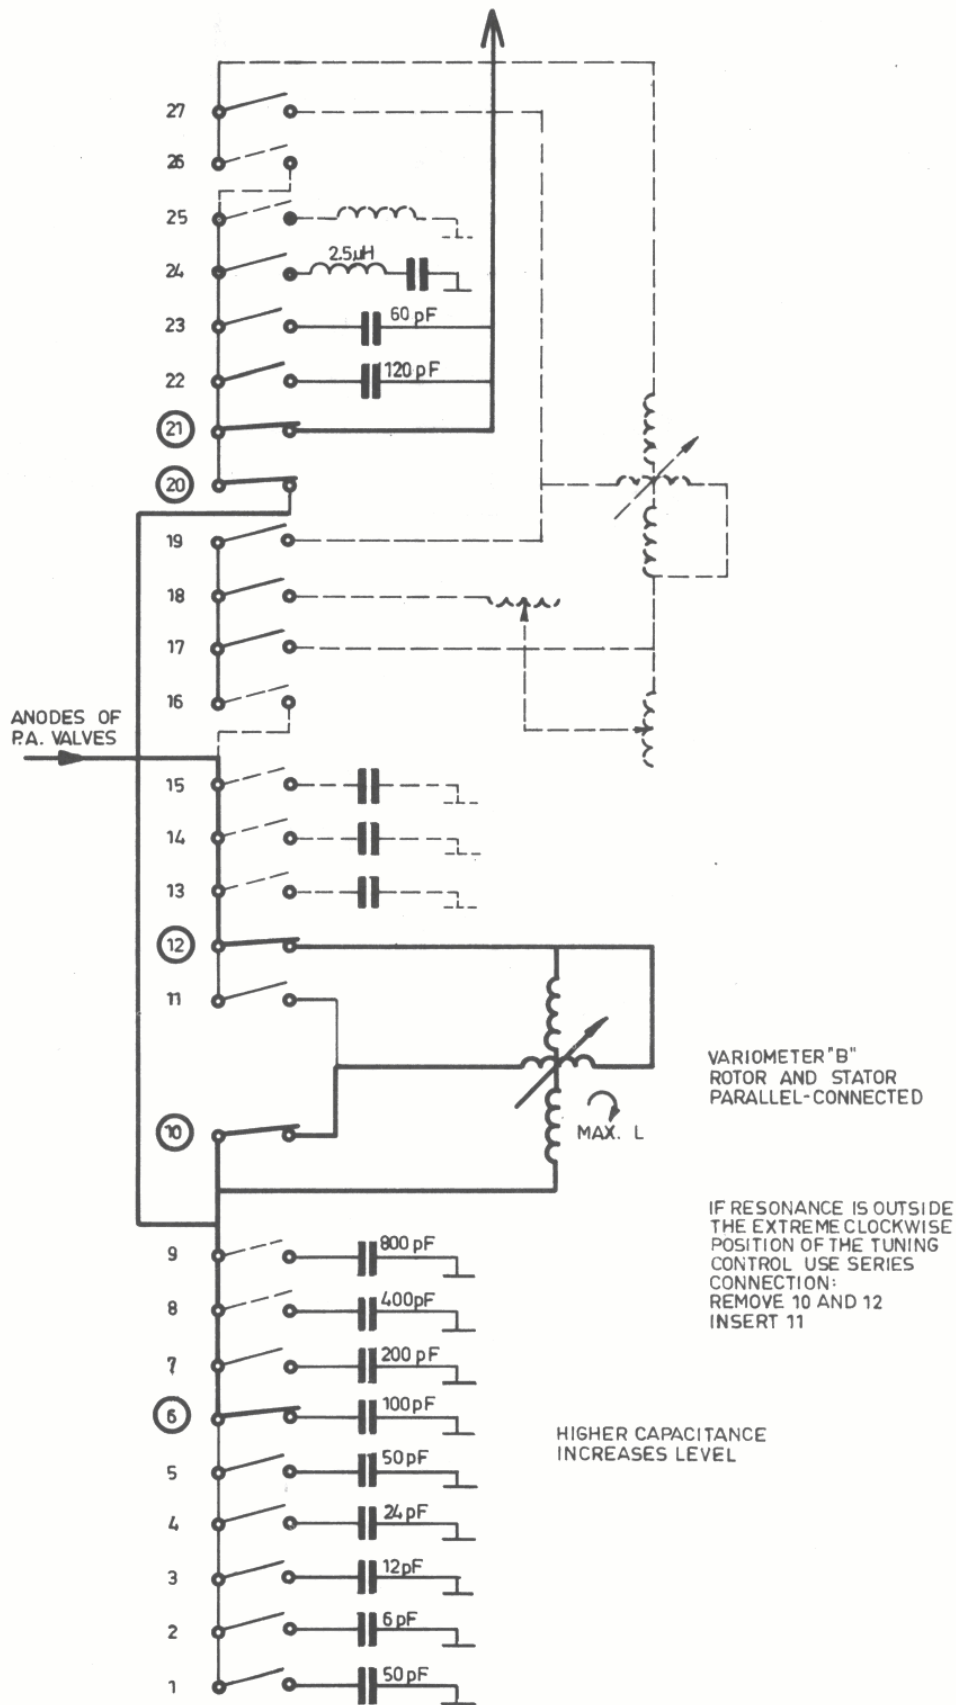 27
26
25
24 2.5µH
23 60 pF
22 120 pF
21
20
19
18
17
16
ANODES OF
P.A. VALVES
15
14
13
12
11
VARIOMETER "B"
ROTOR AND STATOR
PARALLEL-CONNECTED
10
MAX. L
IF RESONANCE IS OUTSIDE
THE EXTREME CLOCKWISE
POSITION OF THE TUNING
CONTROL USE SERIES
CONNECTION:
REMOVE 10 AND 12
INSERT 11
9 800 pF
8 400pF
7 200 pF
6 100pF
HIGHER CAPACITANCE
INCREASES LEVEL
5 50pF
4 24pF
3 12pF
2 6pF
1 50pF